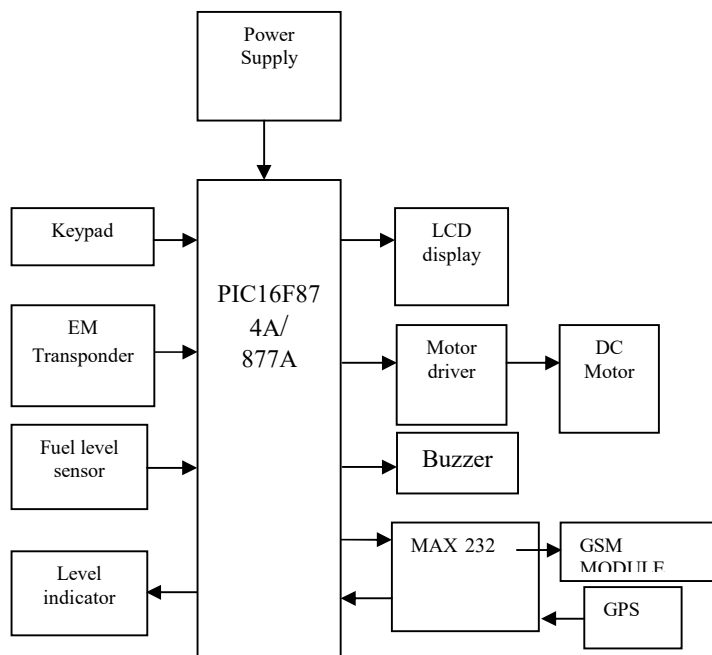 Power
Supply
Keypad
LCD
display
PIC16F87
4A/
877A
EM
Transponder
Motor
driver
DC
Motor
Fuel level
sensor
Buzzer
MAX 232
GSM
MODULE
Level
indicator
GPS